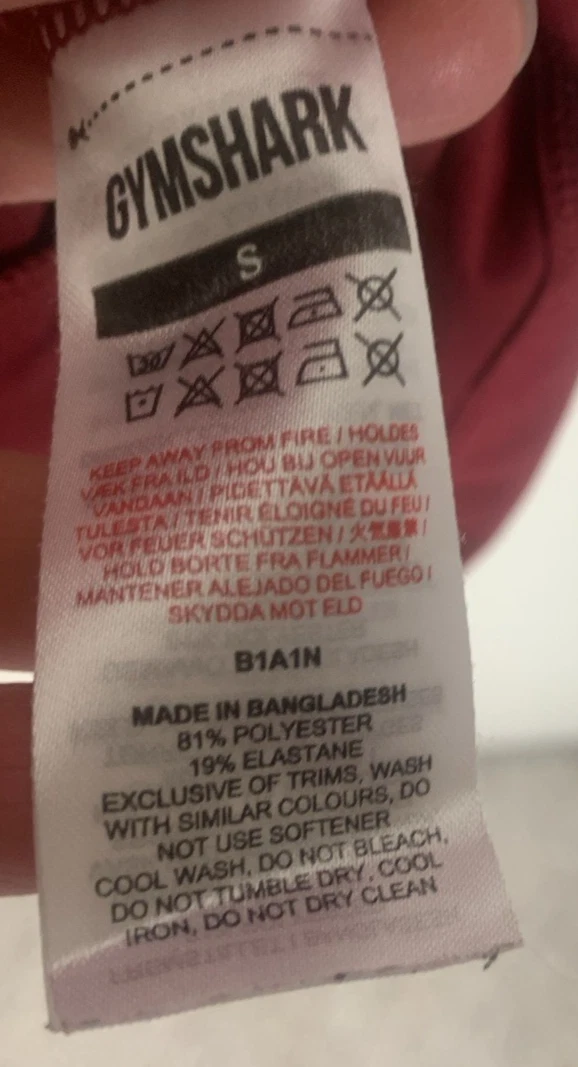 GYMSHARK
S
30
KEEP AWAY FROM FIRE / HOLDES
VÆK FRA ILD / HOU BIJ OPEN VUUR
VANDAAN / PIDETTÄVÄ ETÄÄLLÄ
TULESTA / TENIR ÉLOIGNÉ DU FEU /
VOR FEUER SCHÜTZEN / 火気厳禁 /
HOLD BORTE FRA FLAMMER /
MANTENER ALEJADO DEL FUEGO /
SKYDDA MOT ELD
B1A1N
MADE IN BANGLADESH
81% POLYESTER
19% ELASTANE
EXCLUSIVE OF TRIMS, WASH
WITH SIMILAR COLOURS, DO
NOT USE SOFTENER
COOL WASH, DO NOT BLEACH,
DO NOT TUMBLE DRY, COOL
IRON, DO NOT DRY CLEAN